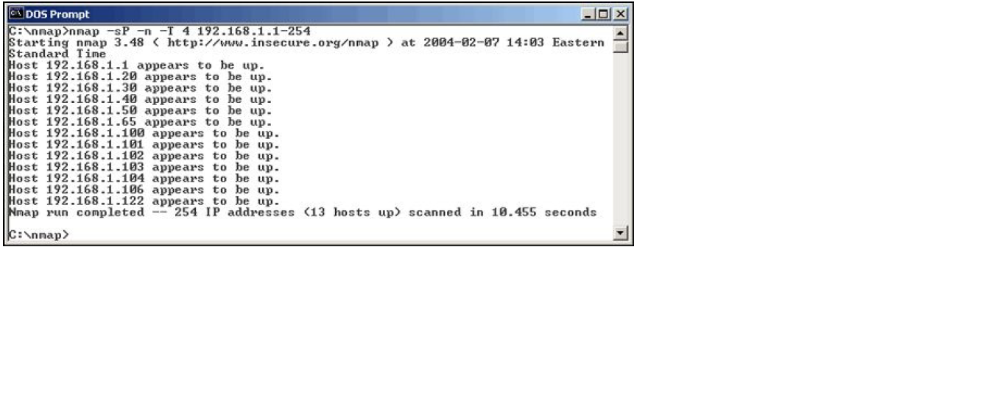 DOS Prompt
C:\nmap>nmap -sP -n -T 4 192.168.1.1-254
Starting nmap 3.48 ( http://www.insecure.org/nmap ) at 2004-02-07 14:03 Eastern
Standard Time
Host 192.168.1.1 appears to be up.
Host 192.168.1.20 appears to be up.
Host 192.168.1.30 appears to be up.
Host 192.168.1.40 appears to be up.
Host 192.168.1.50 appears to be up.
Host 192.168.1.65 appears to be up.
Host 192.168.1.100 appears to be up.
Host 192.168.1.101 appears to be up.
Host 192.168.1.102 appears to be up.
Host 192.168.1.103 appears to be up.
Host 192.168.1.104 appears to be up.
Host 192.168.1.106 appears to be up.
Host 192.168.1.122 appears to be up.
Nmap run completed -- 254 IP addresses (13 hosts up) scanned in 10.455 seconds
C:\nmap>